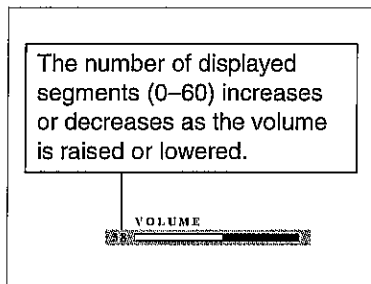 The number of displayed
segments (0–60) increases
or decreases as the volume
is raised or lowered.
VOLUME